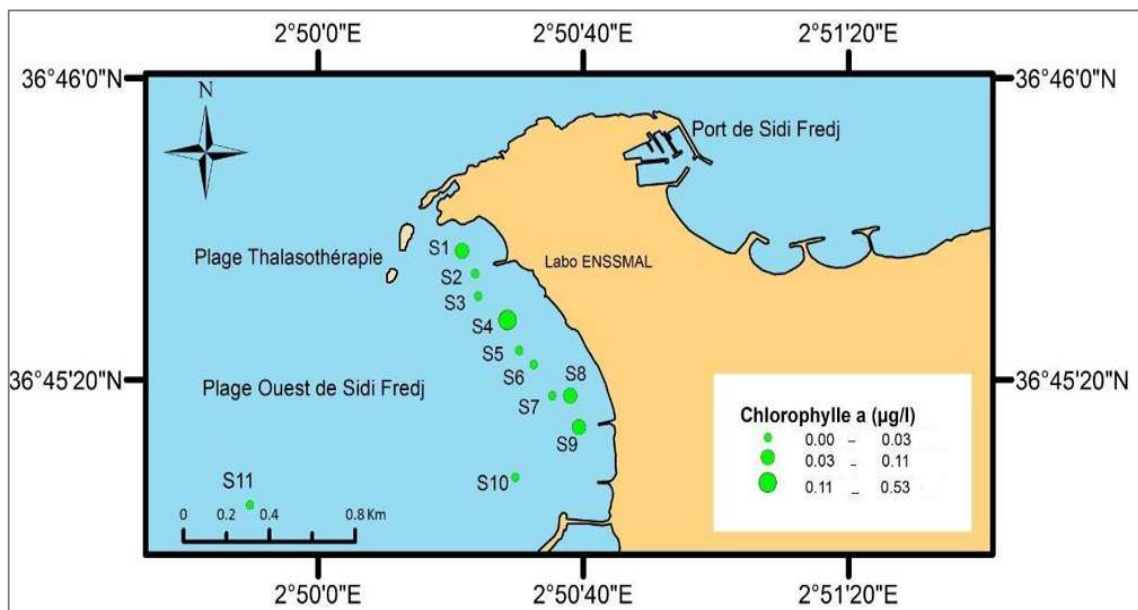 2°50'0"E 2°50'40"E 2°51'20"E
36°46'0"N 36°46'0"N
N
Port de Sidi Fredj
S1
Plage Thalasothérapie
Labo ENSSMAL
S2
S3
S4
S5
S6
36°45'20"N 36°45'20"N
S8
Plage Ouest de Sidi Fredj
S7
S9
Chlorophylle a (µg/l)
0.00 - 0.03
0.03 - 0.11
0.11 - 0.53
S10
S11
0 0.2 0.4 0.8 Km
2°50'0"E 2°50'40"E 2°51'20"E